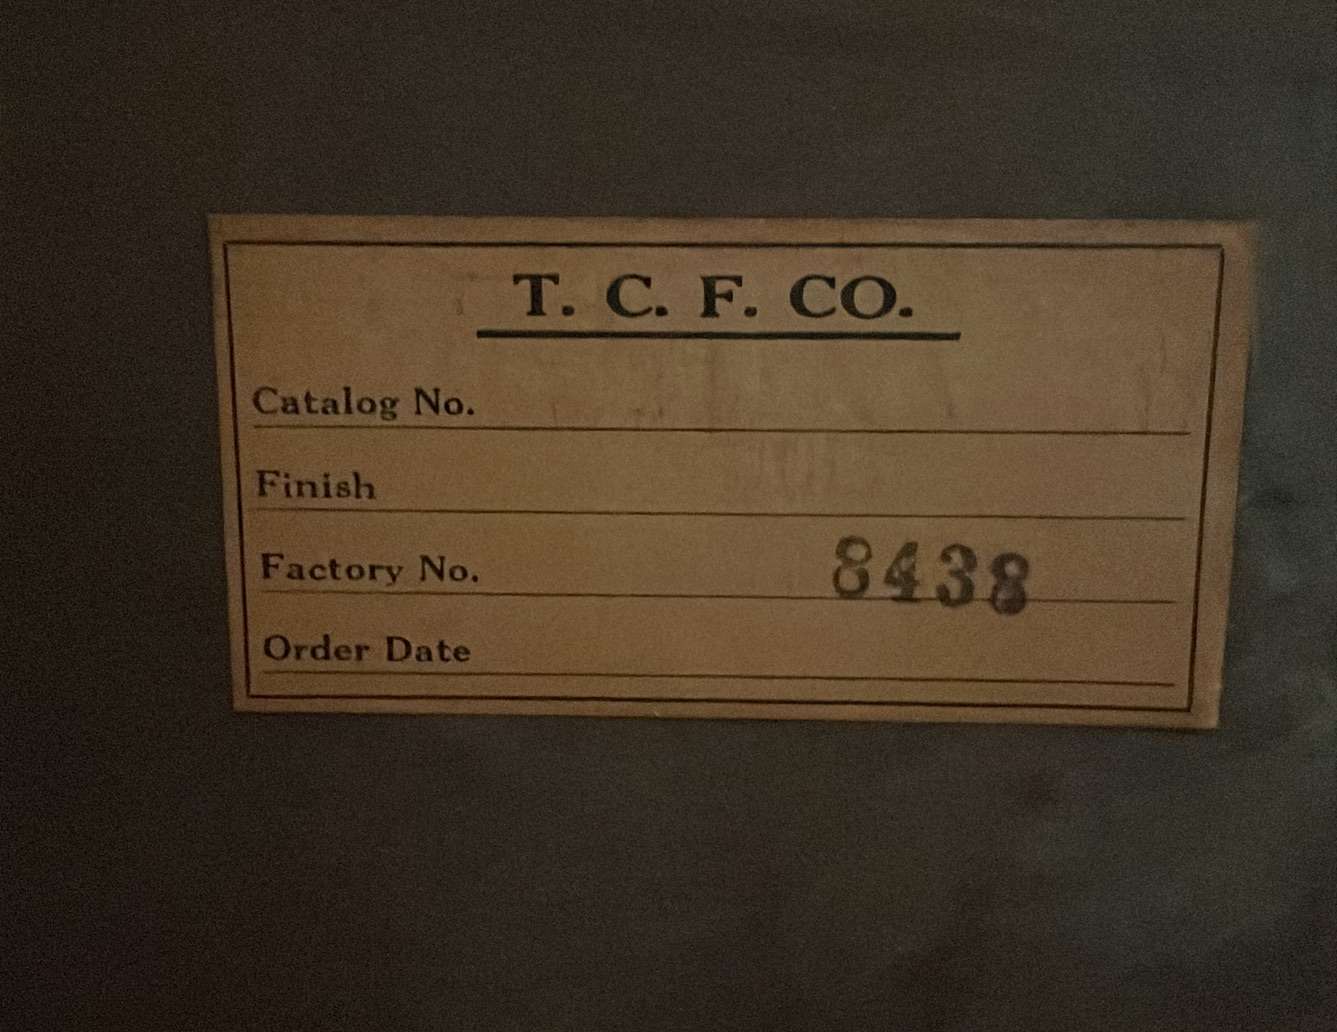 T. C. F. CO.
Catalog No.
Finish
Factory No. 8438
Order Date